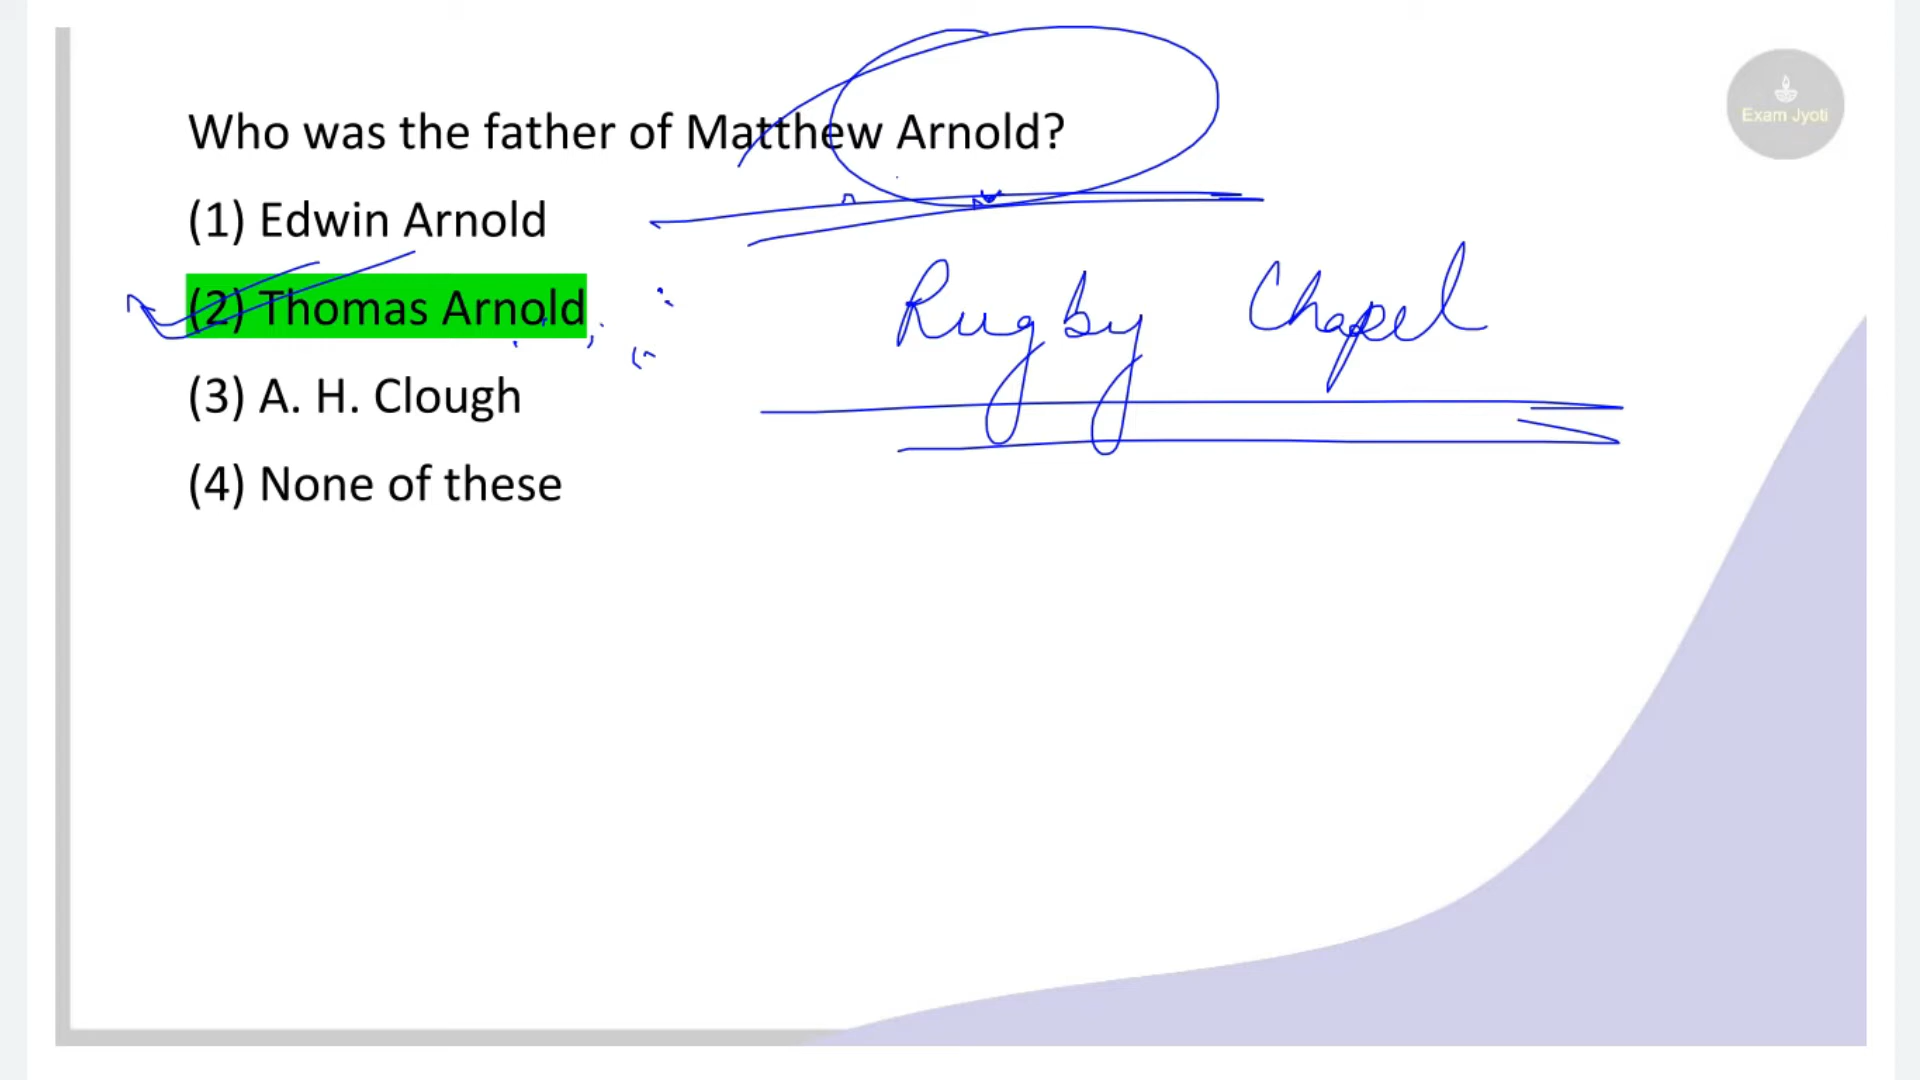 Who was the father of Matthew Arnold?
Exam Jyoti
(1) Edwin Arnold
(2) Thomas Arnold
Rugby Chapel
(3) A. H. Clough
(4) None of these